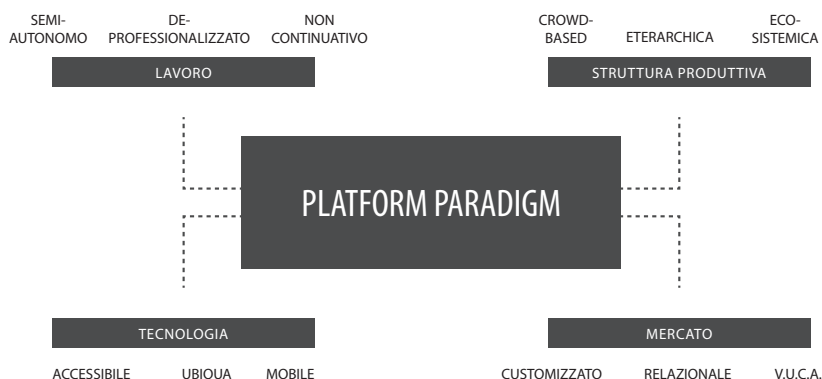 SEMI-
AUTONOMO
DE-
PROFESSIONALIZZATO
NON
CONTINUATIVO
LAVORO
CROWD-
BASED
ETERARCHICA
ECO-
SISTEMICA
STRUTTURA PRODUTTIVA
PLATFORM PARADIGM
TECNOLOGIA
ACCESSIBILE
UBIQUA
MOBILE
MERCATO
CUSTOMIZZATO
RELAZIONALE
V.U.C.A.